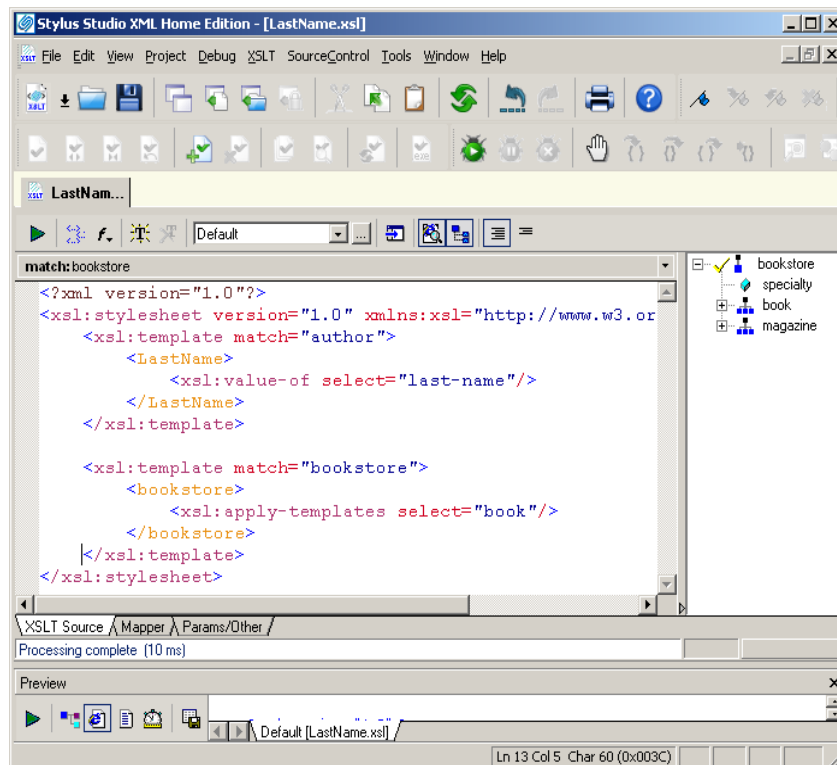 Stylus Studio XML Home Edition - [LastName.xsl]
File Edit View Project Debug XSLT SourceControl Tools Window Help
LastNam...
Default
match:bookstore
<?xml version="1.0"?>
<xsl:stylesheet version="1.0" xmlns:xsl="http://www.w3.or
<xsl:template match="author">
<LastName>
<xsl:value-of select="last-name"/>
</LastName>
</xsl:template>
<xsl:template match="bookstore">
<bookstore>
<xsl:apply-templates select="book"/>
</bookstore>
</xsl:template>
</xsl:stylesheet>
bookstore
specialty
book
magazine
XSLT Source Mapper Params/Other
Processing complete (10 ms)
Preview
Default [LastName.xsl]
Ln 13 Col 5 Char 60 (0x003C)